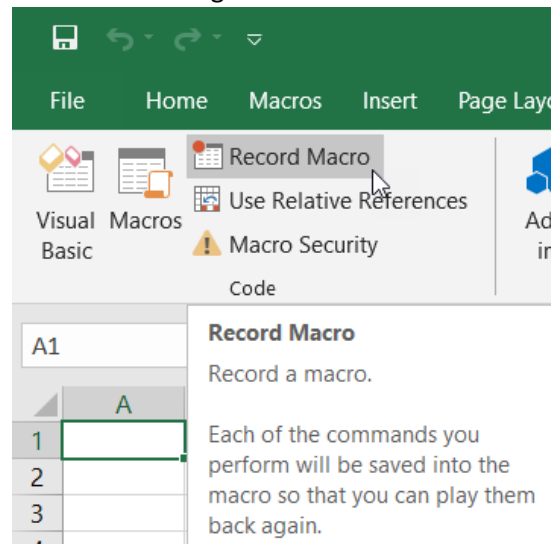 File Home Macros Insert Page Layo
Record Macro
Use Relative References
Visual Basic
Macros
Macro Security
Code
Ad
in
A1
Record Macro
Record a macro.
A
Each of the commands you
perform will be saved into the
macro so that you can play them
back again.
1
2
3